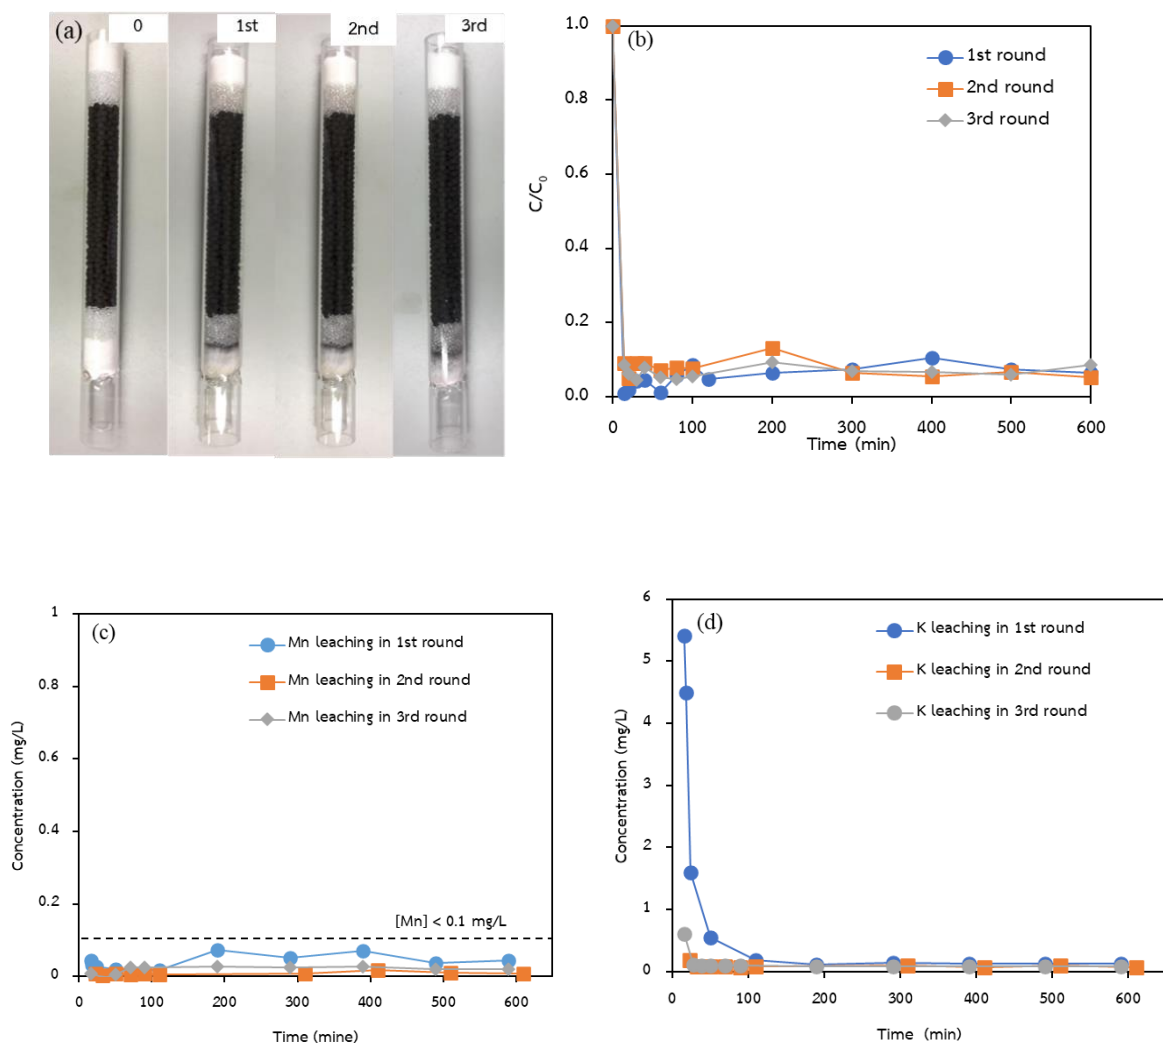 (a)
0
1st
2nd
3rd
(b)
1st round
2nd round
3rd round
1.0
0.8
0.6
0.4
0.2
0.0
C/C₀
0 100 200 300 400 500 600
Time (min)
(c)
Mn leaching in 1st round
Mn leaching in 2nd round
Mn leaching in 3rd round
1
0.8
0.6
0.4
0.2
0
Concentration (mg/L)
[Mn] < 0.1 mg/L
0 100 200 300 400 500 600
Time (mine)
(d)
K leaching in 1st round
K leaching in 2nd round
K leaching in 3rd round
6
5
4
3
2
1
0
Concentration (mg/L)
0 100 200 300 400 500 600
Time (min)